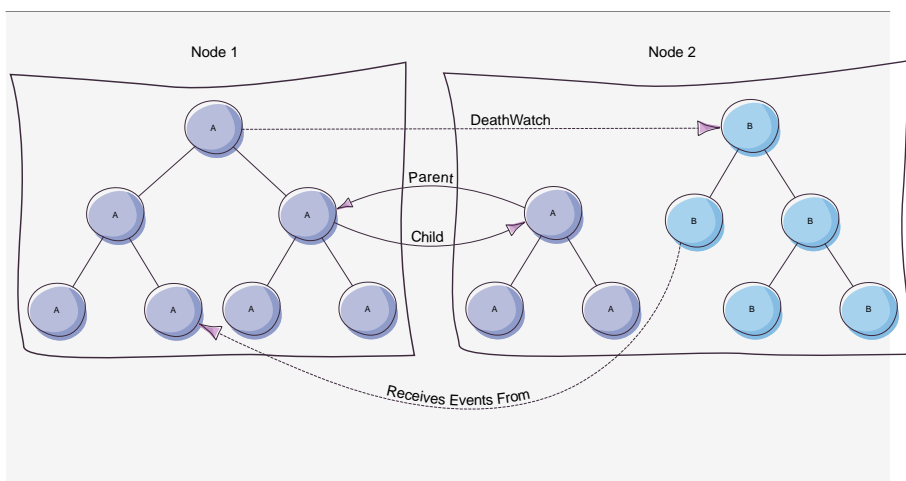 Node 1
Node 2
A
DeathWatch
B
Parent
A
A
A
B
B
Child
A
A
A
A
A
A
B
B
Receives Events From